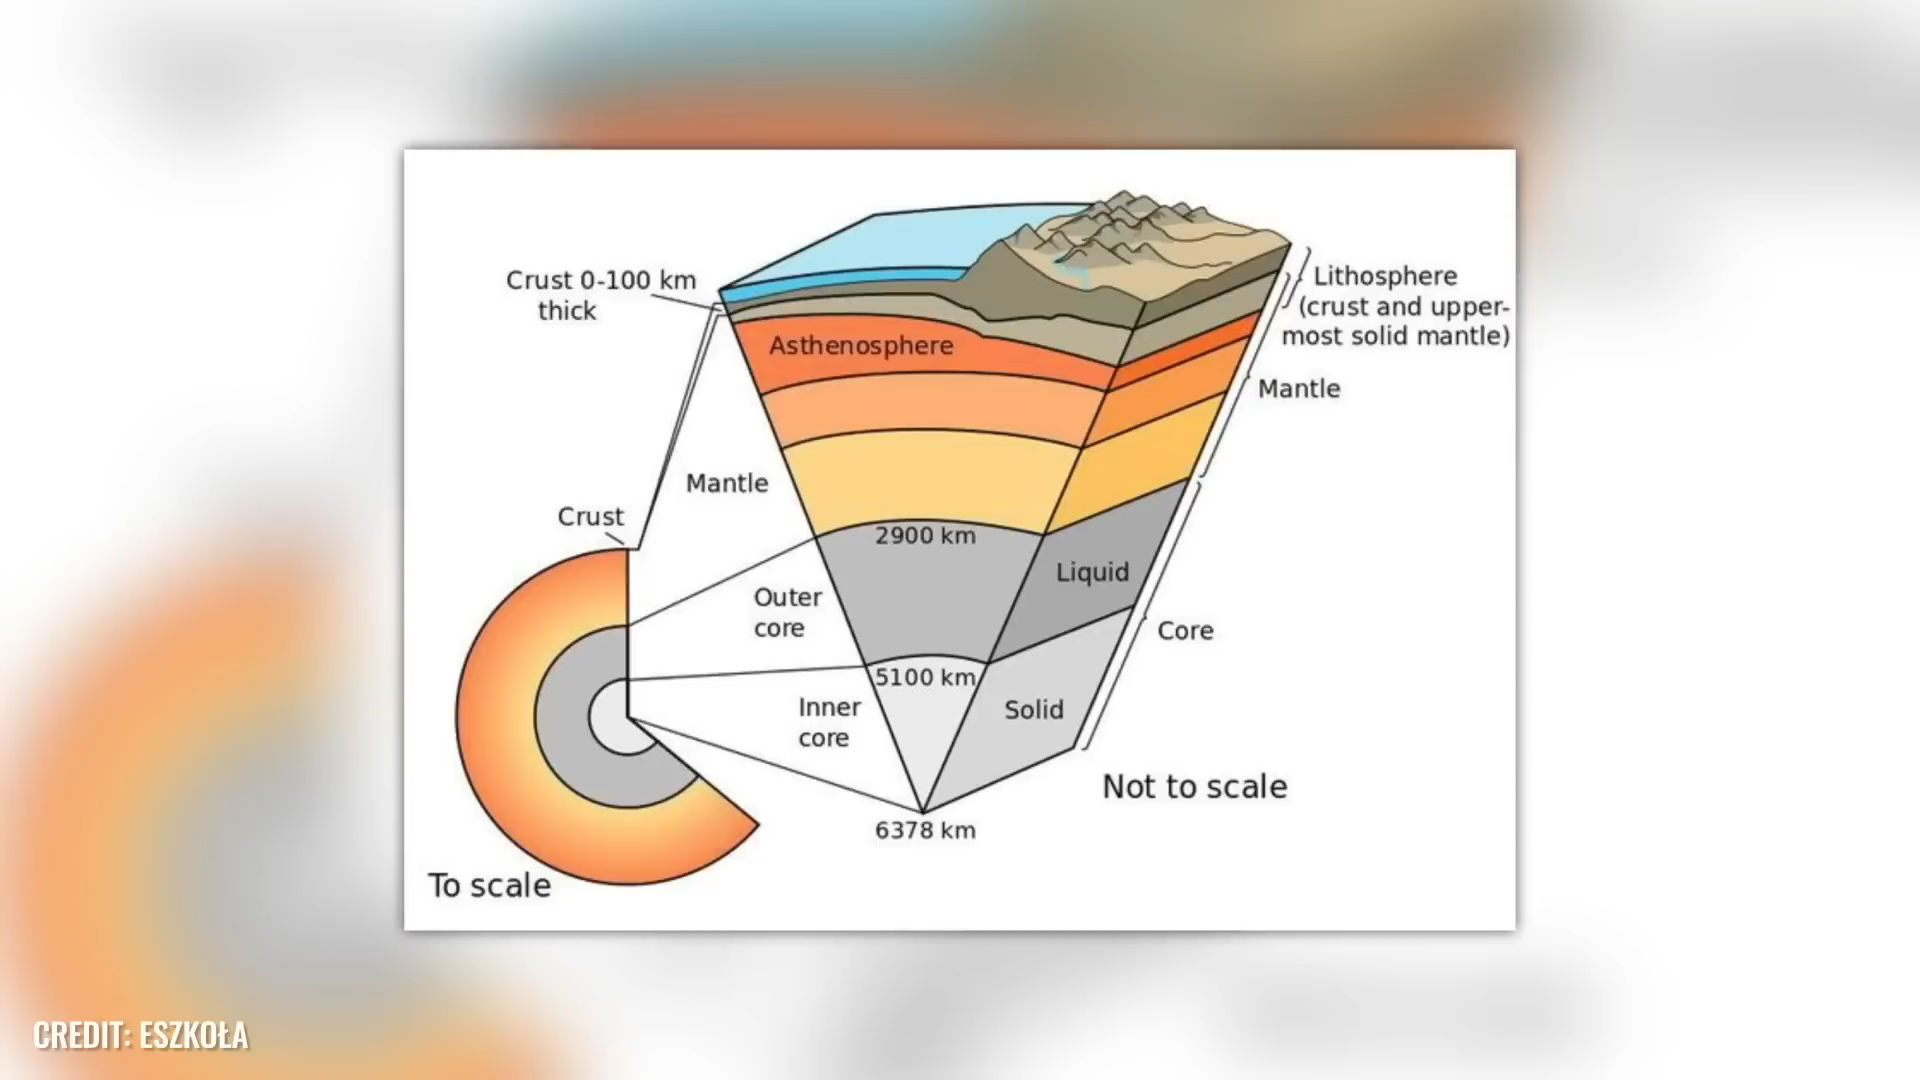 Crust 0-100 km
thick
Lithosphere
(crust and upper-
most solid mantle)
Asthenosphere
Mantle
Mantle
Crust
2900 km
Liquid
Outer
core
Core
5100 km
Inner
core
Solid
Not to scale
6378 km
To scale
CREDIT: ESZKOŁA